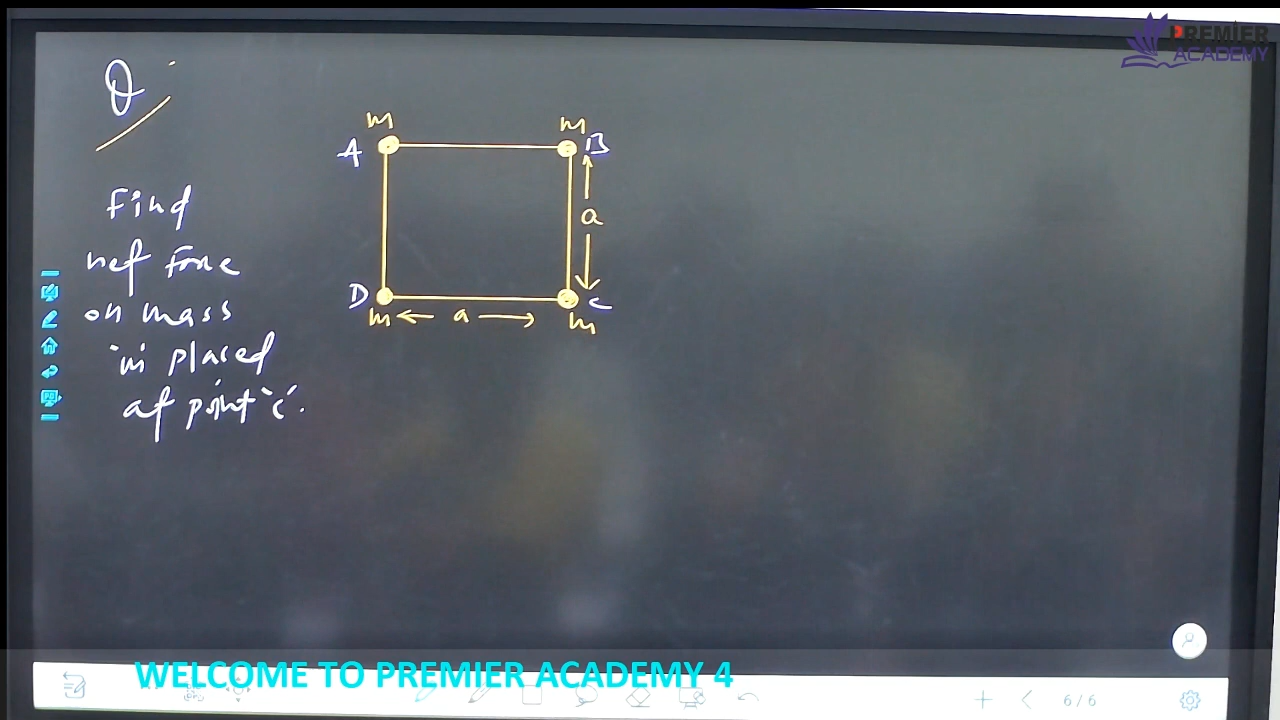 PREMIER
ACADEMY
Q
Find
net Force
on mass
'm' placed
at point 'c'.
m
m
A
B
a
D
C
m
a
m
WELCOME TO PREMIER ACADEMY 4
6/6